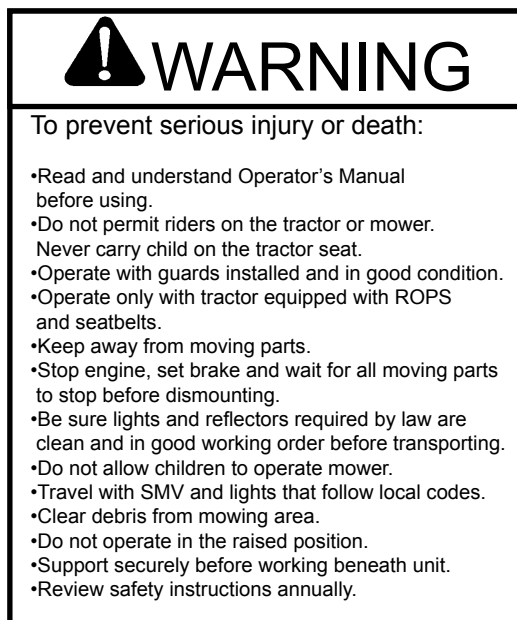 WARNING
To prevent serious injury or death:
•Read and understand Operator’s Manual
before using.
•Do not permit riders on the tractor or mower.
Never carry child on the tractor seat.
•Operate with guards installed and in good condition.
•Operate only with tractor equipped with ROPS
and seatbelts.
•Keep away from moving parts.
•Stop engine, set brake and wait for all moving parts
to stop before dismounting.
•Be sure lights and reflectors required by law are
clean and in good working order before transporting.
•Do not allow children to operate mower.
•Travel with SMV and lights that follow local codes.
•Clear debris from mowing area.
•Do not operate in the raised position.
•Support securely before working beneath unit.
•Review safety instructions annually.